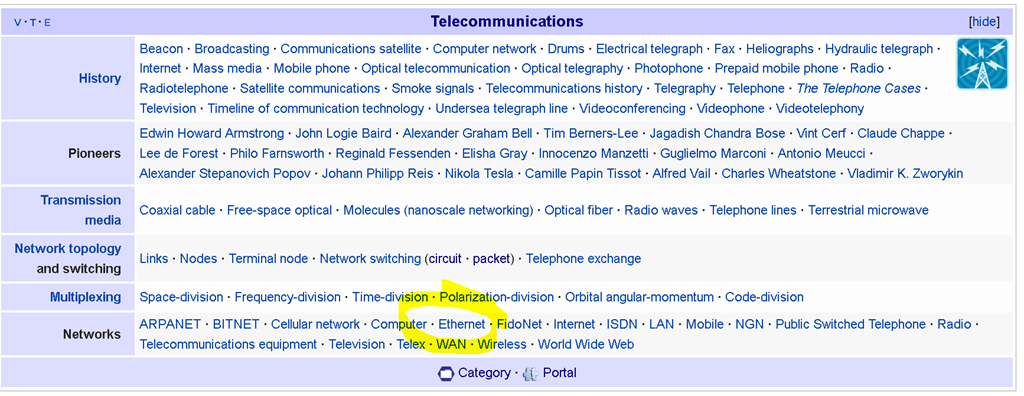 V · T · E Telecommunications [hide]
History
Beacon · Broadcasting · Communications satellite · Computer network · Drums · Electrical telegraph · Fax · Heliographs · Hydraulic telegraph ·
Internet · Mass media · Mobile phone · Optical telecommunication · Optical telegraphy · Photophone · Prepaid mobile phone · Radio ·
Radiotelephone · Satellite communications · Smoke signals · Telecommunications history · Telegraphy · Telephone · The Telephone Cases ·
Television · Timeline of communication technology · Undersea telegraph line · Videoconferencing · Videophone · Videotelephony
Pioneers
Edwin Howard Armstrong · John Logie Baird · Alexander Graham Bell · Tim Berners-Lee · Jagadish Chandra Bose · Vint Cerf · Claude Chappe ·
Lee de Forest · Philo Farnsworth · Reginald Fessenden · Elisha Gray · Innocenzo Manzetti · Guglielmo Marconi · Antonio Meucci ·
Alexander Stepanovich Popov · Johann Philipp Reis · Nikola Tesla · Camille Papin Tissot · Alfred Vail · Charles Wheatstone · Vladimir K. Zworykin
Transmission
media
Coaxial cable · Free-space optical · Molecules (nanoscale networking) · Optical fiber · Radio waves · Telephone lines · Terrestrial microwave
Network topology
and switching
Links · Nodes · Terminal node · Network switching (circuit · packet) · Telephone exchange
Multiplexing
Space-division · Frequency-division · Time-division · Polarization-division · Orbital angular-momentum · Code-division
Networks
ARPANET · BITNET · Cellular network · Computer · Ethernet · FidoNet · Internet · ISDN · LAN · Mobile · NGN · Public Switched Telephone · Radio ·
Telecommunications equipment · Television · Telex · WAN · Wireless · World Wide Web
Category · Portal